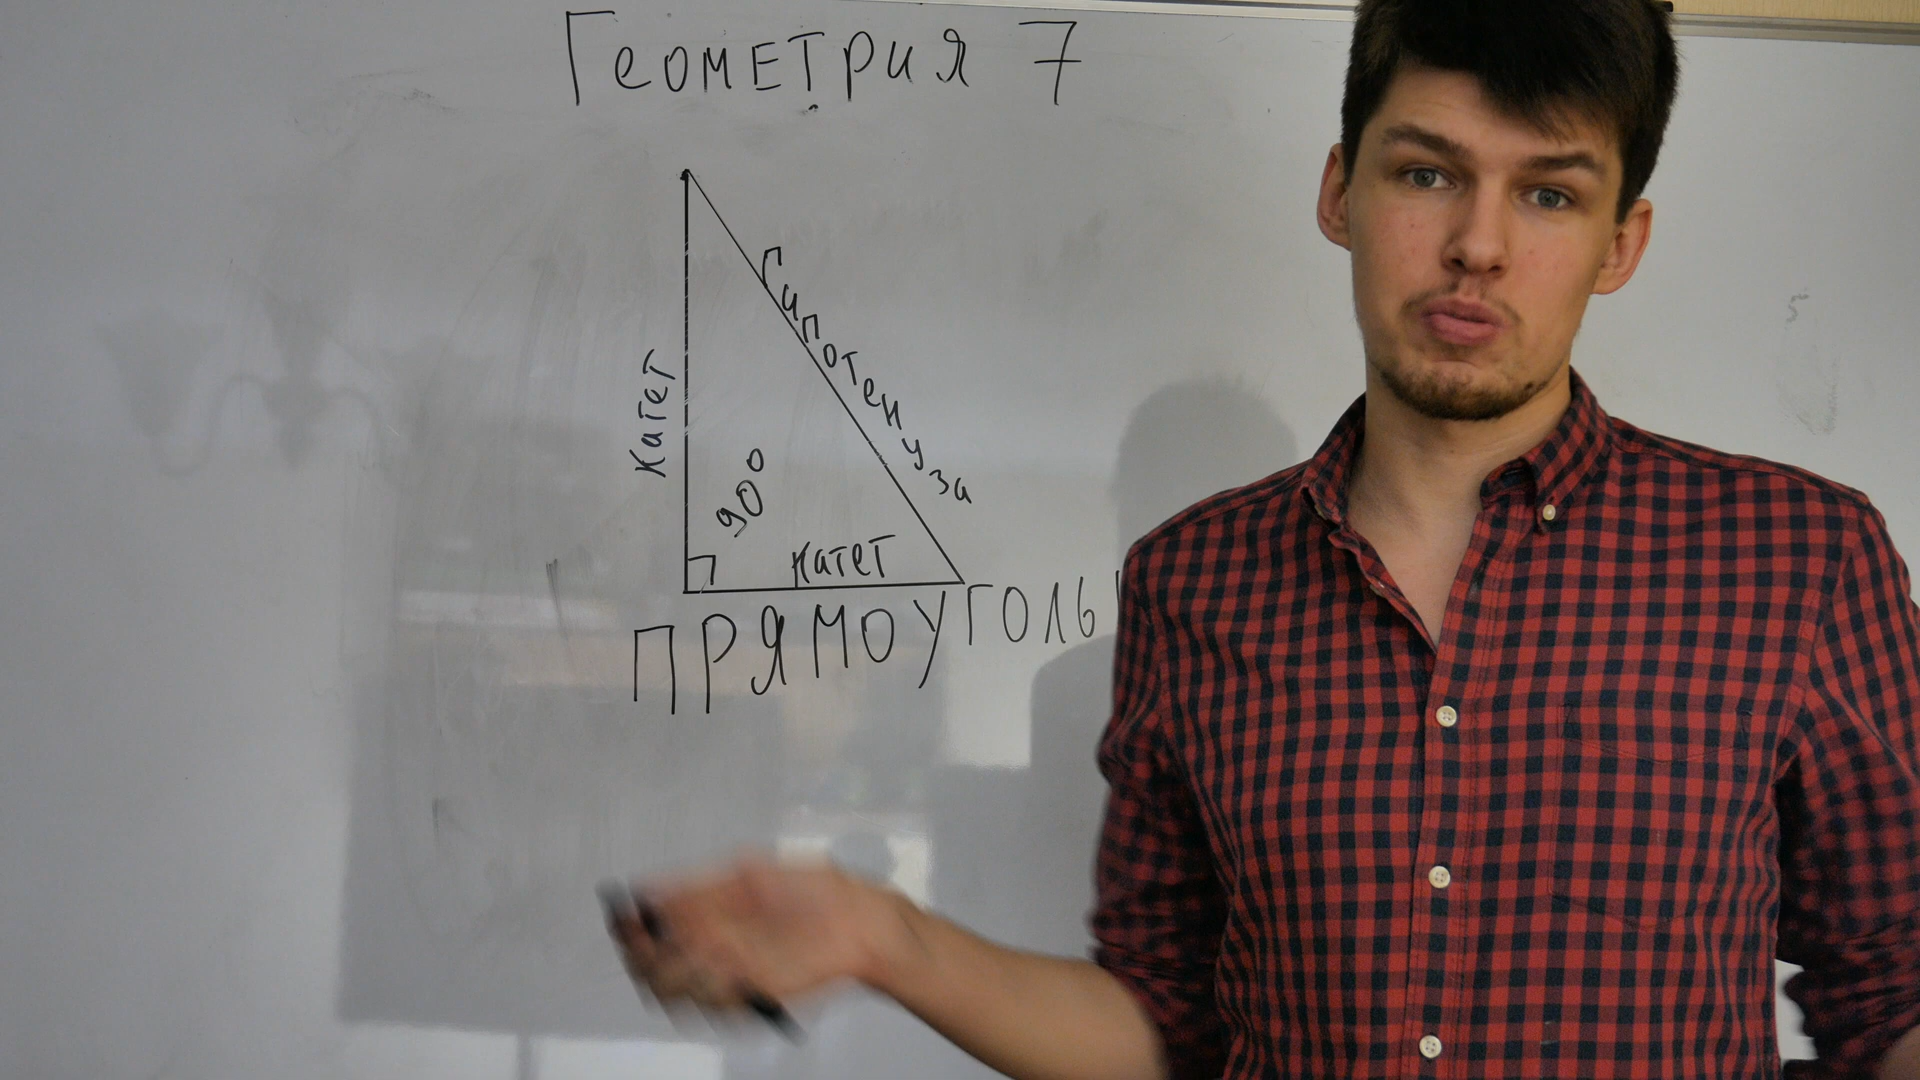 Геометрия 7
Гипотенуза
Катет
90°
катет
ПРЯМОУГОЛЬ